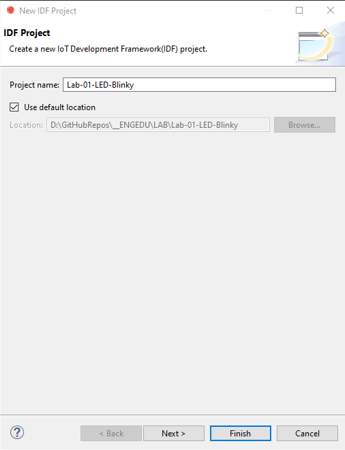 New IDF Project
IDF Project
Create a new IoT Development Framework(IDF) project.
Project name: Lab-01-LED-Blinky
Use default location
Location: D:\GitHubRepos\__ENGEDU\LAB\Lab-01-LED-Blinky Browse...
? < Back Next > Finish Cancel